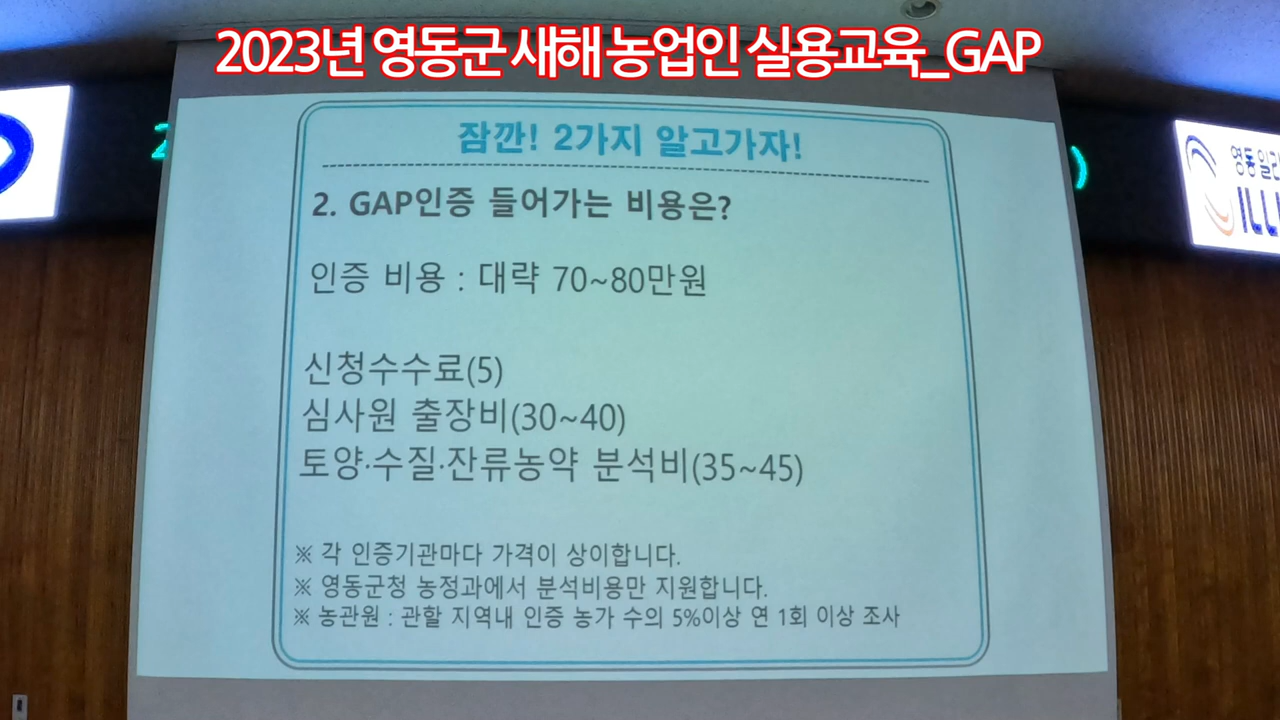 2023년 영동군 새해 농업인 실용교육_GAP
잠깐! 2가지 알고가자!
2. GAP인증 들어가는 비용은?
인증 비용 : 대략 70~80만원
신청수수료(5)
심사원 출장비(30~40)
토양·수질·잔류농약 분석비(35~45)
※ 각 인증기관마다 가격이 상이합니다.
※ 영동군청 농정과에서 분석비용만 지원합니다.
※ 농관원 : 관할 지역내 인증 농가 수의 5%이상 연 1회 이상 조사
영동